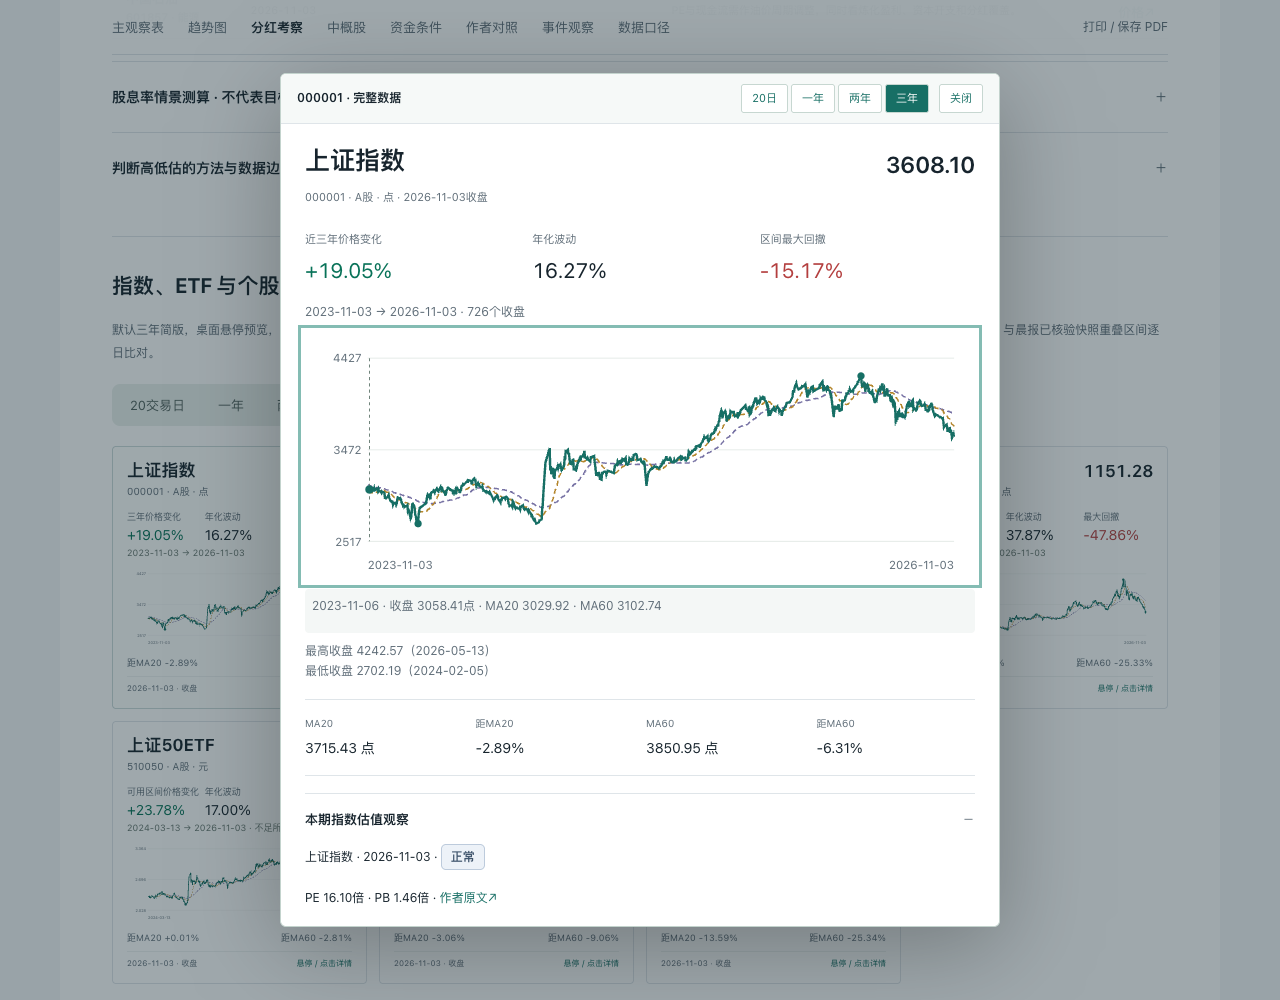 主观察表 趋势图 分红考察 中概股 资金条件 作者对照 事件观察 数据口径 打印 / 保存 PDF
股息率情景测算 · 不代表目 +
判断高低估的方法与数据边 +
指数、ETF 与个股
默认三年简版，桌面悬停预览， 与晨报已核验快照重叠区间逐
日比对。
20交易日 一年
000001 · 完整数据 20日 一年 两年 三年 关闭
上证指数 3608.10
000001 · A股 · 点 · 2026-11-03收盘
近三年价格变化 年化波动 区间最大回撤
+19.05% 16.27% -15.17%
2023-11-03 → 2026-11-03 · 726个收盘
4427
3472
2517
2023-11-03 2026-11-03
2023-11-06 · 收盘 3058.41点 · MA20 3029.92 · MA60 3102.74
最高收盘 4242.57（2026-05-13）
最低收盘 2702.19（2024-02-05）
MA20 距MA20 MA60 距MA60
3715.43 点 -2.89% 3850.95 点 -6.31%
本期指数估值观察 −
上证指数 · 2026-11-03 · 正常
PE 16.10倍 · PB 1.46倍 · 作者原文↗
上证指数
000001 · A股 · 点
三年价格变化 年化波动
+19.05% 16.27%
2023-11-03 → 2026-11-03
距MA20 -2.89%
2026-11-03 · 收盘
1151.28
点
年化波动 最大回撤
37.87% -47.86%
26-11-03
距MA60 -25.33%
悬停 / 点击详情
上证50ETF
510050 · A股 · 元
可用区间价格变化 年化波动
+23.78% 17.00%
2024-03-13 → 2026-11-03 · 不足所
距MA20 +0.01% 距MA60 -2.81%
2026-11-03 · 收盘 悬停 / 点击详情
距MA20 -3.06% 距MA60 -9.06%
2026-11-03 · 收盘 悬停 / 点击详情
距MA20 -13.59% 距MA60 -25.34%
2026-11-03 · 收盘 悬停 / 点击详情